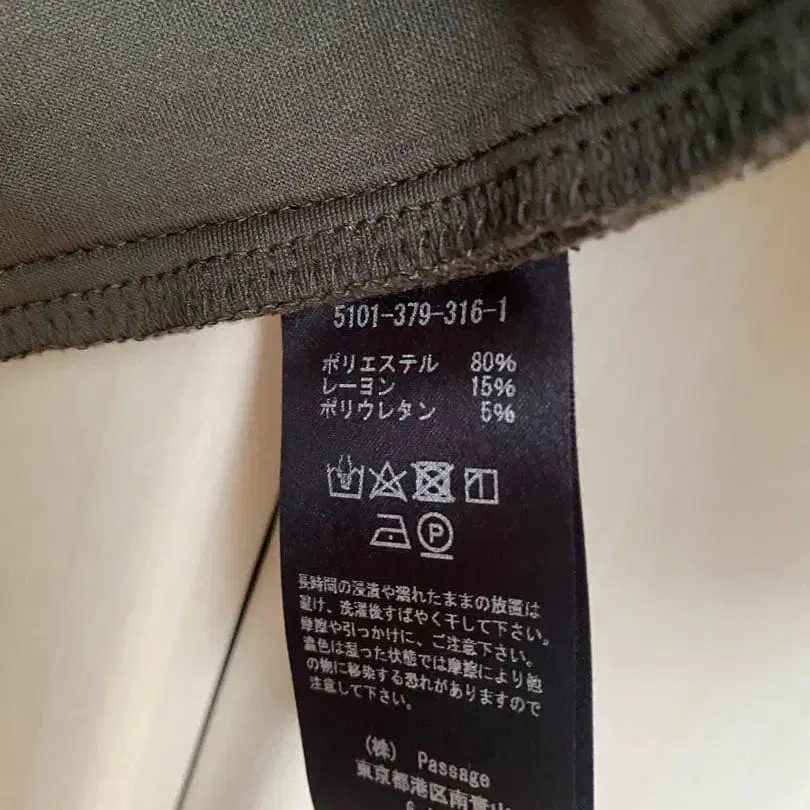 5101-379-316-1
ポリエステル 80%
レーヨン 15%
ポリウレタン 5%
P
長時間の浸漬や濡れたままの放置は
避け、洗濯後すばやく干して下さい。
摩擦や引っかけに、ご注意下さい。
濃色は湿った状態では摩擦により他
の物に移染する恐れがありますので
注意して下さい。
(株) Passage
東京都港区南青山